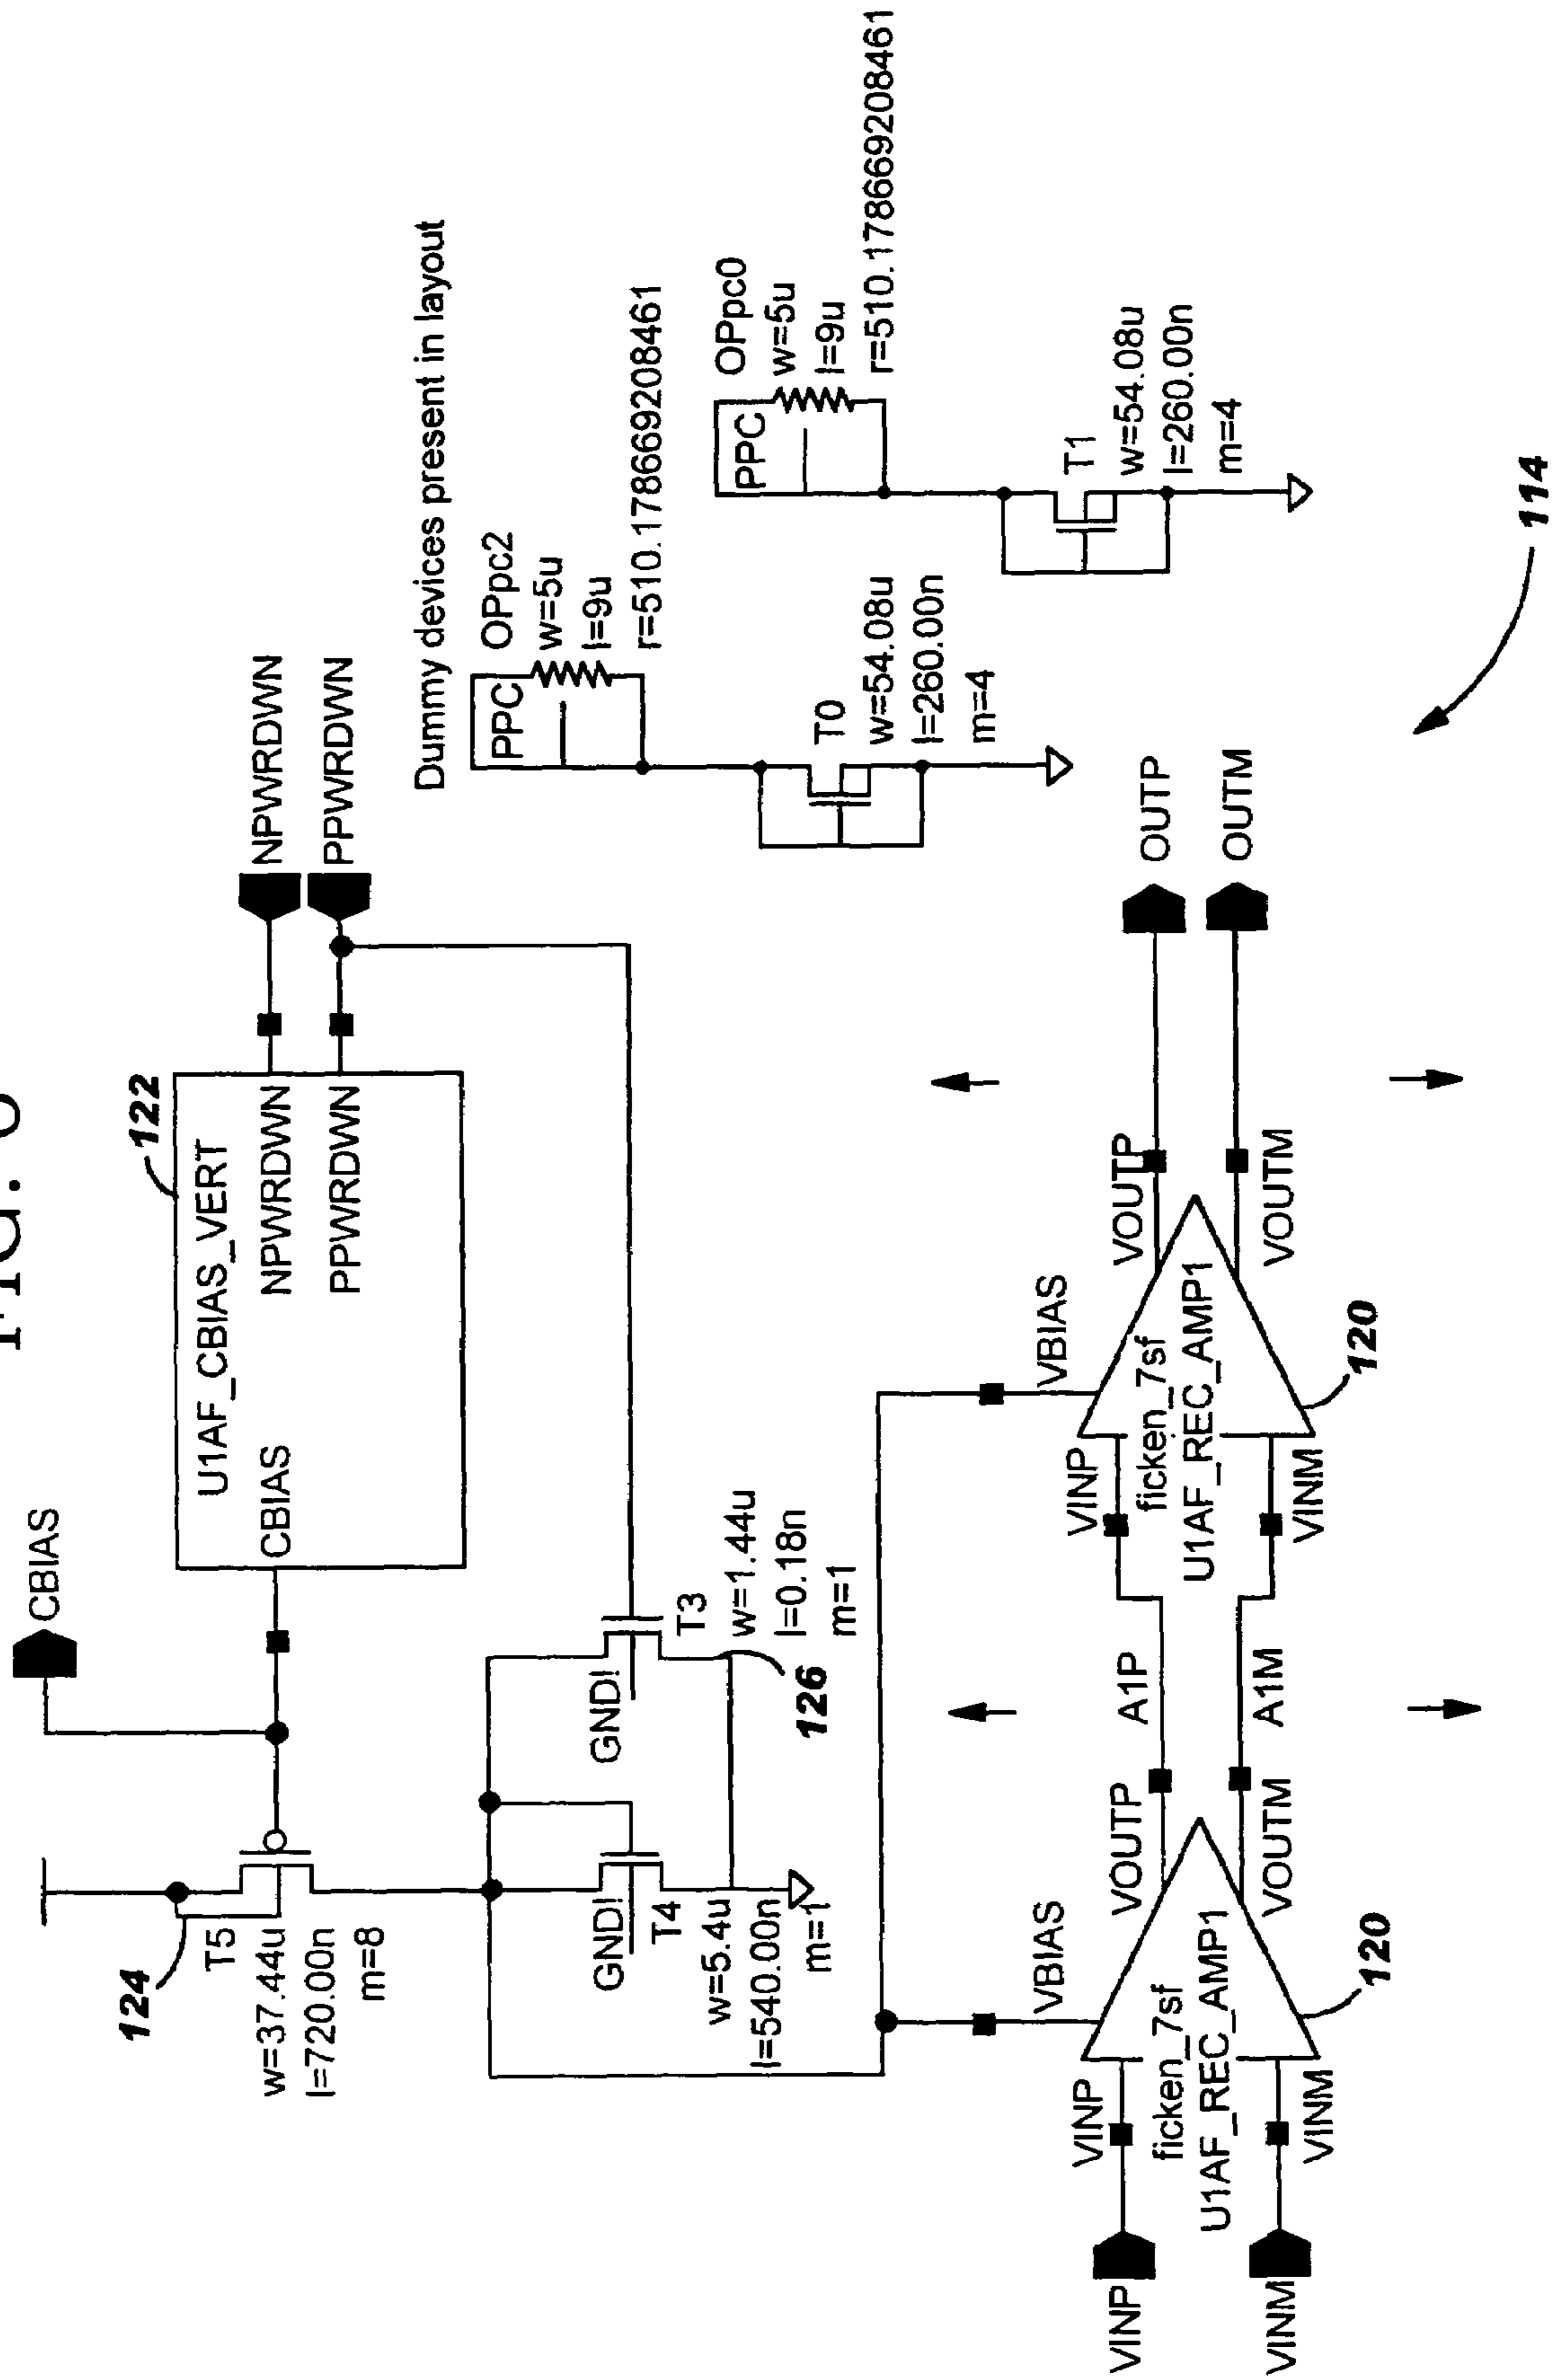 FIG.
CBIAS
122
U1AF_CBIAS_VERT
CBIAS
NPWRDWN
PPWRDWN
NPWRDWN
PPWRDWN
124
T5
w=37.44u
l=720.00n
m=8
GND!
T4
w=5.4u
l=540.00n
m=1
GND!
T3
w=1.44u
l=0.18n
m=1
126
Dummy devices present in layout
PPC
OPpc2
w=5u
l=9u
r=510.17866920846­1
T0
w=54.08u
l=260.00n
m=4
PPC
OPpc0
w=5u
l=9u
r=510.178669208461
T1
w=54.08u
l=260.00n
m=4
VINP
VINM
VINP
VINM
VBIAS
ficken_7sf
U1AF_REC_AMP1
120
VOUTP
VOUTM
A1P
A1M
VINP
VINM
VBIAS
ficken_7sf
U1AF_REC_AMP1
120
VOUTP
VOUTM
OUTP
OUTM
114